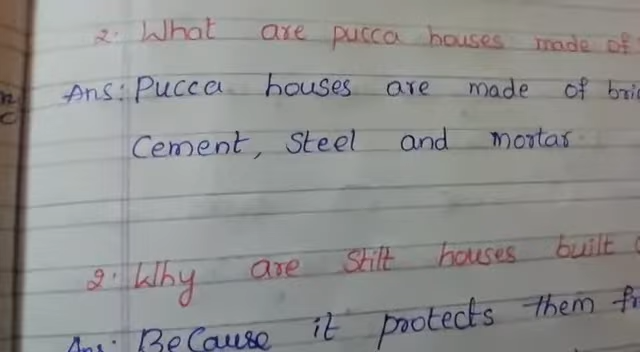 2. What are pucca houses made of
Ans: Pucca houses are made of
Cement, Steel and mortar
2. Why are Stilt houses built
Ans: Because it protects them